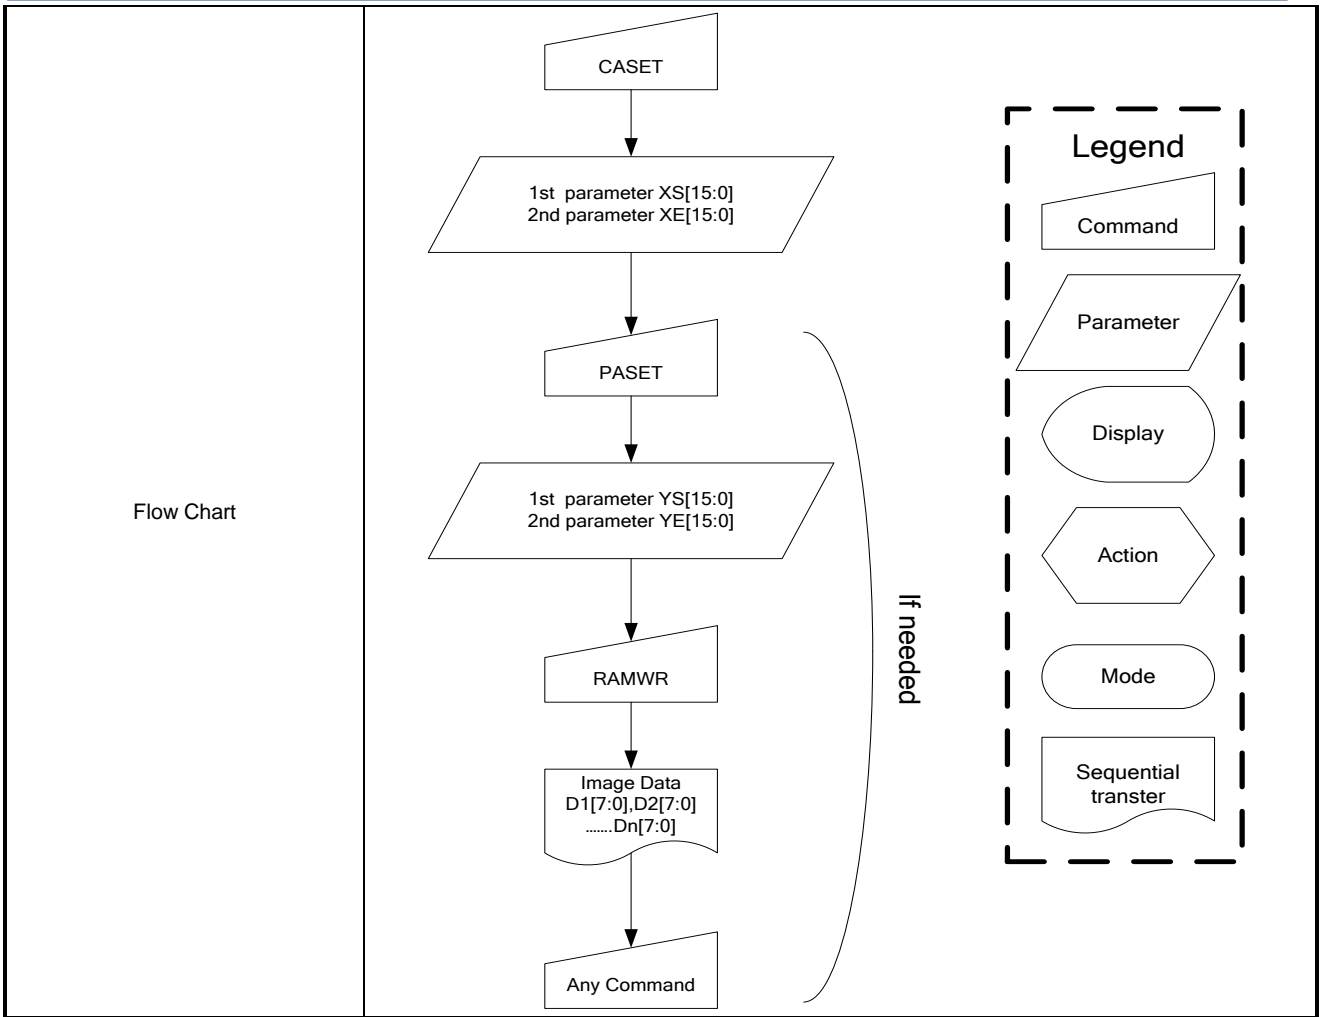 Flow Chart
CASET
1st parameter XS[15:0]
2nd parameter XE[15:0]
PASET
1st parameter YS[15:0]
2nd parameter YE[15:0]
RAMWR
Image Data
D1[7:0],D2[7:0]
.......Dn[7:0]
Any Command
If needed
Legend
Command
Parameter
Display
Action
Mode
Sequential
transter